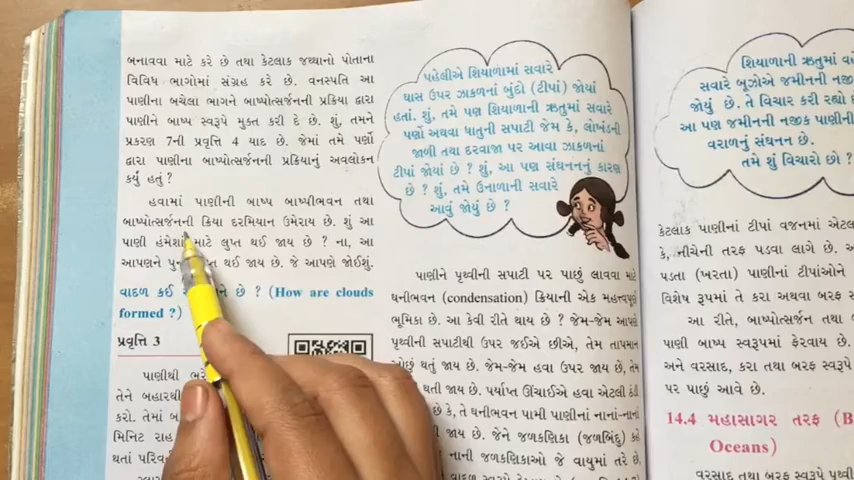 બનાવવા માટે કરે છે તથા કેટલાક જથ્થાનો પોતાના
વિવિધ ભાગોમાં સંગ્રહ કરે છે. વનસ્પતિ આ
પાણીના બચેલા ભાગને બાષ્પોત્સર્જનની પ્રક્રિયા દ્વારા
પાણીને બાષ્પ સ્વરૂપે મુક્ત કરી દે છે. શું, તમને
પ્રકરણ 7ની પ્રવૃત્તિ 4 યાદ છે. જેમાં તમે પર્ણો
દ્વારા પાણીના બાષ્પોત્સર્જનની પ્રક્રિયાનું અવલોકન
કર્યું હતું ?
હવામાં પાણીની બાષ્પ બાષ્પીભવન તથા
બાષ્પોત્સર્જનની ક્રિયા દરમિયાન ઉમેરાય છે. શું આ
પાણી હંમેશાં માટે લુપ્ત થઈ જાય છે ? ના, આ
આપણને થઈ જાય છે. જે આપણે જોઈશું.
વાદળ કઈ છે ? (How are clouds
formed ?)
પ્રવૃત્તિ 3
પાણીથી
તેને બહાર
કરો. તેમાં
મિનિટ
થતાં
પહેલીએ શિયાળામાં સવારે
ઘાસ ઉપર ઝાકળનાં બુંદો (ટીપાં) જોયાં
હતાં. શું, તમે પણ શિયાળાની ઋતુમાં સવારે
પર્ણો અથવા ધાતુની સપાટી જેમ કે, લોખંડની
જાળી તથા દરવાજા પર આવા ઝાકળનાં
ટીપાં જોયાં છે ? શું, આ પણ સંઘનનનું કારણ
છે ? શું, તમે ઉનાળાની સવારે
આવું જોયું છે ?
પાણીને પૃથ્વીની સપાટી પર પાછું લાવવા માટે
ઘનીભવન (condensation) ક્રિયાની એક મહત્ત્વપૂર્ણ
ભૂમિકા છે. આ કેવી રીતે થાય છે ? જેમ-જેમ આપણે
પૃથ્વીની સપાટીથી ઉપર જઈએ છીએ, તેમ તાપમાન
ઓછું થતું જાય છે. જેમ-જેમ હવા ઉપર જાય છે, તેમ
થતી જાય છે. પર્યાપ્ત ઊંચાઈએ હવા એટલી ઠંડી
કે, તે ઘનીભવન પામી પાણીનાં નાનાં-નાનાં
જાય છે. જેને જળકણિકા (જળબિંદુ) કહે
નાની જળકણિકાઓ જે વાયુમાં તરે છે.
શિયાળાની ઋતુમાં
સવારે બૂઝોએ જમીનની
જોયું છે. તે વિચાર કરી રહ્યો
આ પણ જમીનની નજીક પાણીની
વરાળનું સંઘનન છે.
તમે શું વિચારો છો ?
કેટલાક પાણીનાં ટીપાં વજનમાં
કે, નીચેની તરફ પડવા લાગે છે.
પડતા (ખરતા) પાણીનાં ટીપાંઓને
વિશેષ રૂપમાં તે કરા અથવા બરફ
આ રીતે, બાષ્પોત્સર્જન તથા
પાણી બાષ્પ સ્વરૂપમાં ફેરવાય છે.
અને વરસાદ, કરા તથા બરફ સ્વરૂપે
પર પાછું આવે છે.
14.4 મહાસાગર તરફ
Oceans)
વરસાદ તથા બરફ